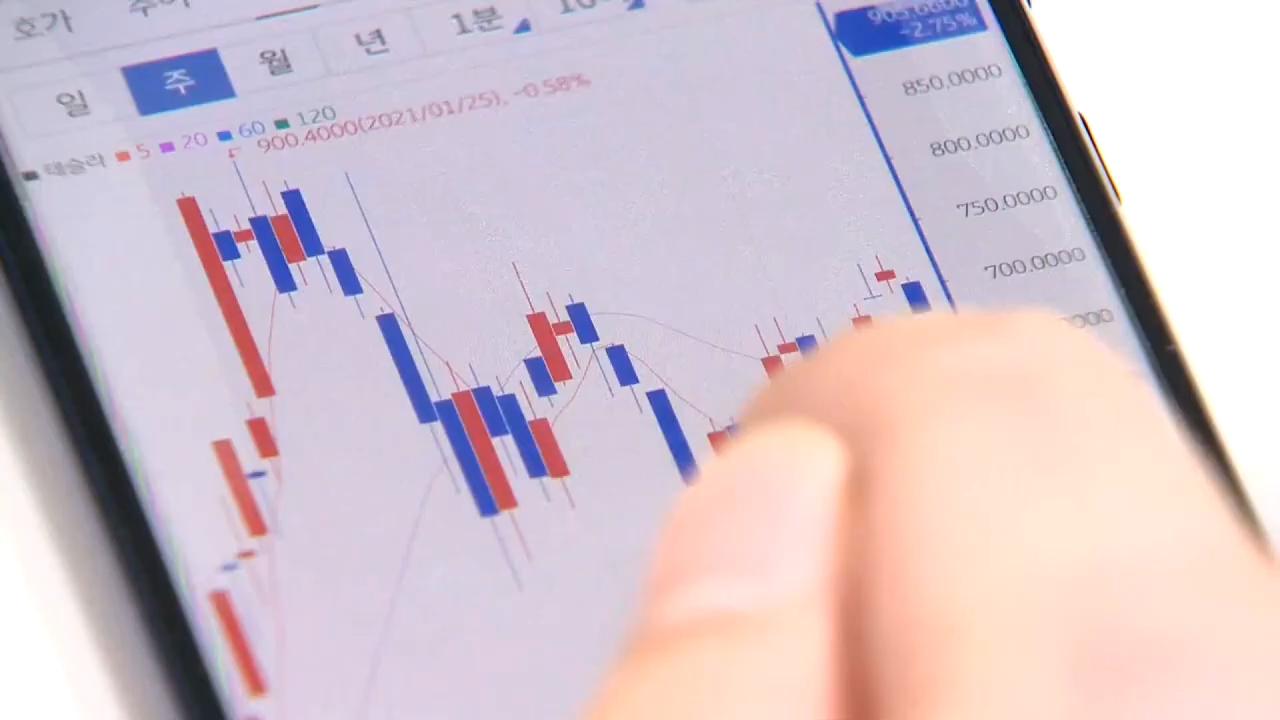 호가
일 주 월 년 1분
-2.75%
테슬라 5 20 60 120
900.4000(2021/01/25), -0.58%
850.0000
800.0000
750.0000
700.0000